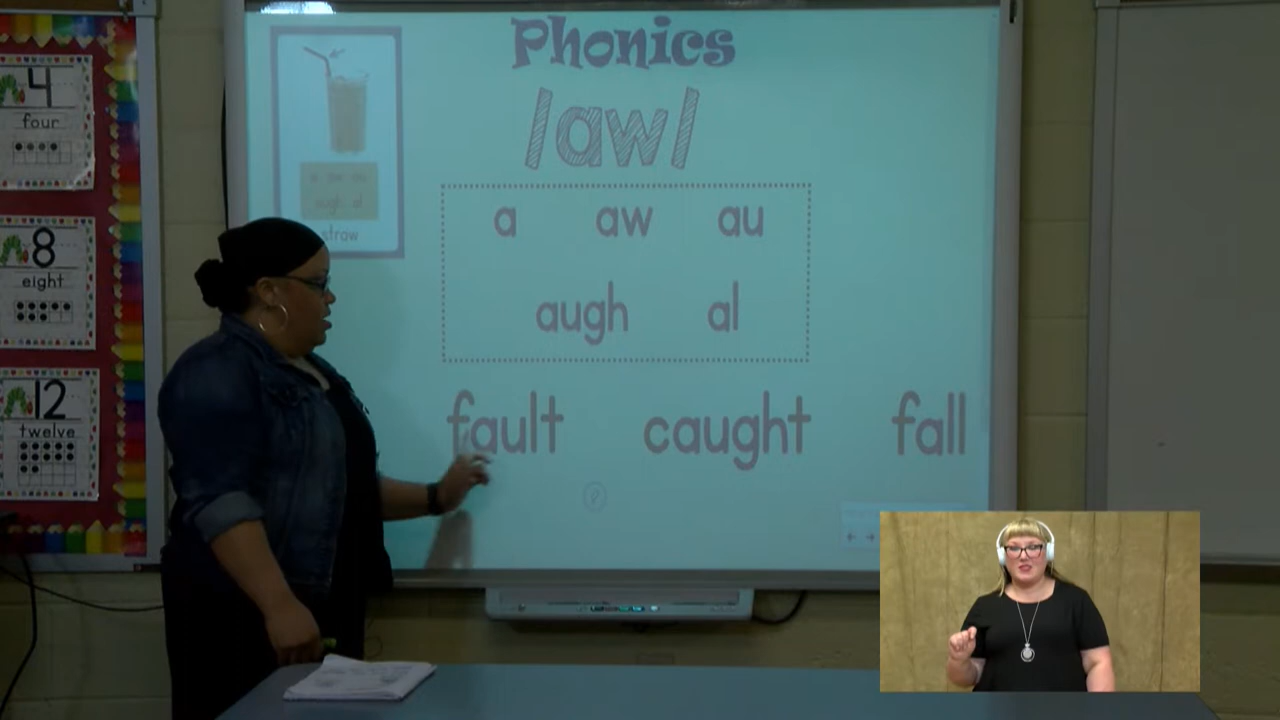 4
four
8
eight
12
twelve
straw
Phonics
/aw/
a aw au
augh al
fault caught fall